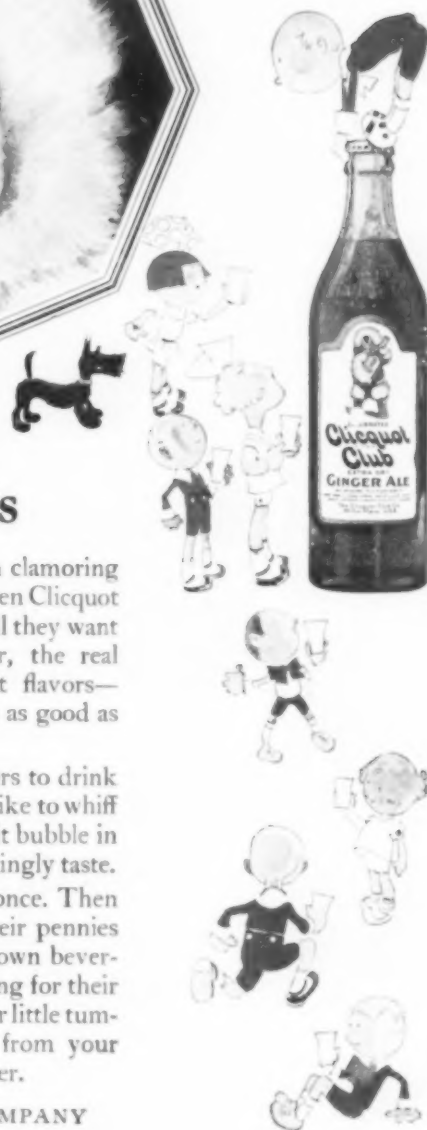 Clicquot
Club
EXTRA DRY
GINGER ALE
s
clamoring
en Clicquot
l they want
r, the real
t flavors—
as good as
rs to drink
ike to whiff
t bubble in
ingly taste.
once. Then
eir pennies
own bever-
ng for their
r little tum-
from your
er.
MPANY